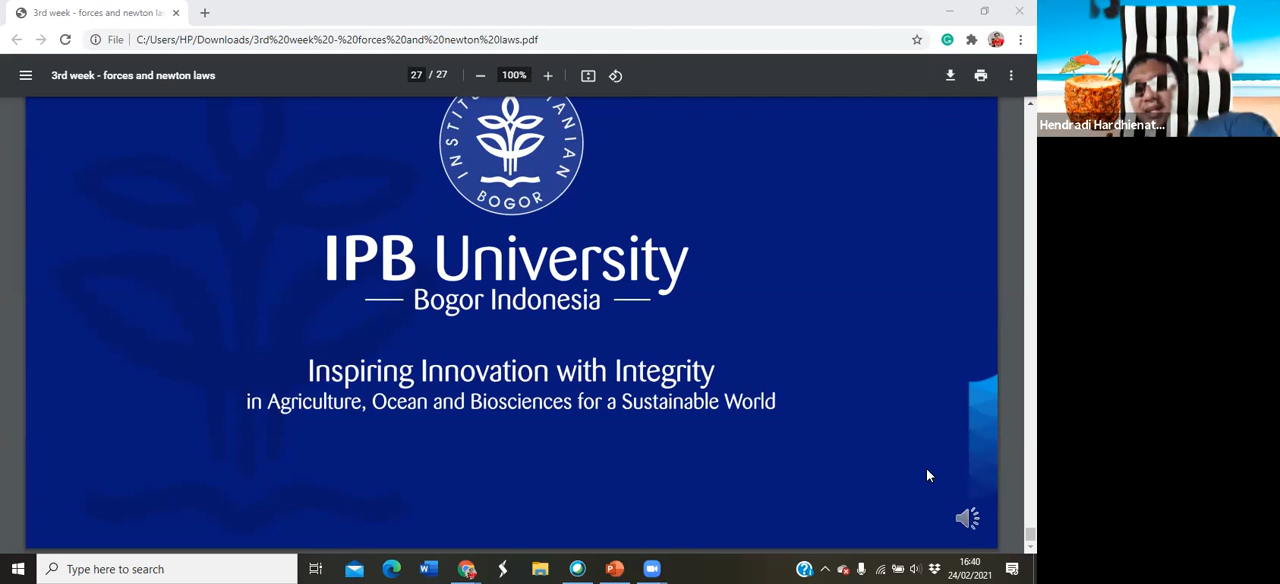 3rd week - forces and newton la
File
C:/Users/HP/Downloads/3rd%20week%20-%20forces%20and%20newton%20laws.pdf
3rd week - forces and newton laws
27 / 27
100%
Hendradi Hardhienat...
INSTITUT
PERTANIAN
BOGOR
IPB University
Bogor Indonesia
Inspiring Innovation with Integrity
in Agriculture, Ocean and Biosciences for a Sustainable World
Type here to search
16:40
24/02/2021